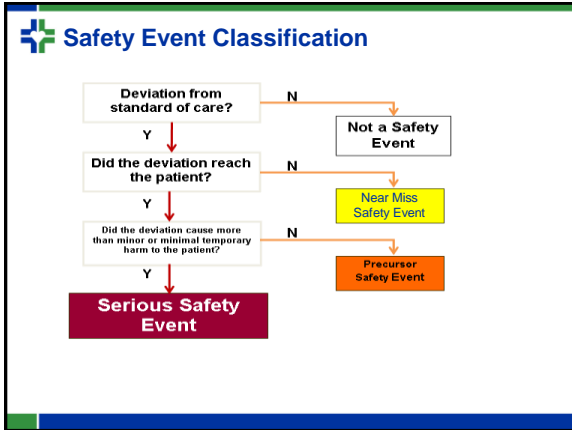 Safety Event Classification
Deviation from
standard of care?
N
Not a Safety
Event
Y
Did the deviation reach
the patient?
N
Near Miss
Safety Event
Y
Did the deviation cause more
than minor or minimal temporary
harm to the patient?
N
Precursor
Safety Event
Y
Serious Safety
Event